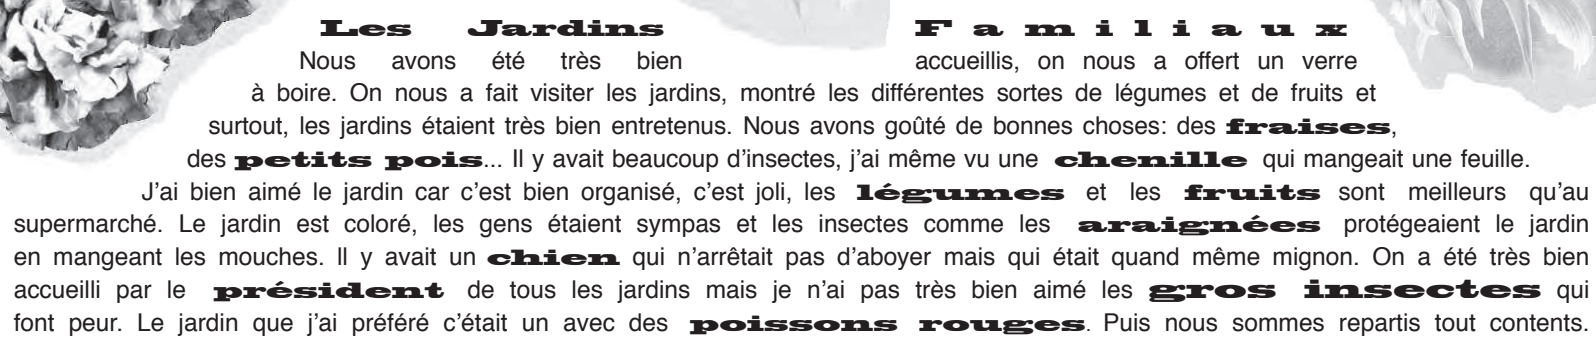 Les Jardins Familiaux
Nous avons été très bien accueillis, on nous a offert un verre
à boire. On nous a fait visiter les jardins, montré les différentes sortes de légumes et de fruits et
surtout, les jardins étaient très bien entretenus. Nous avons goûté de bonnes choses: des fraises,
des petits pois... Il y avait beaucoup d'insectes, j'ai même vu une chenille qui mangeait une feuille.
J'ai bien aimé le jardin car c'est bien organisé, c'est joli, les légumes et les fruits sont meilleurs qu'au
supermarché. Le jardin est coloré, les gens étaient sympas et les insectes comme les araignées protégeaient le jardin
en mangeant les mouches. Il y avait un chien qui n'arrêtait pas d'aboyer mais qui était quand même mignon. On a été très bien
accueilli par le président de tous les jardins mais je n'ai pas très bien aimé les gros insectes qui
font peur. Le jardin que j'ai préféré c'était un avec des poissons rouges. Puis nous sommes repartis tout contents.